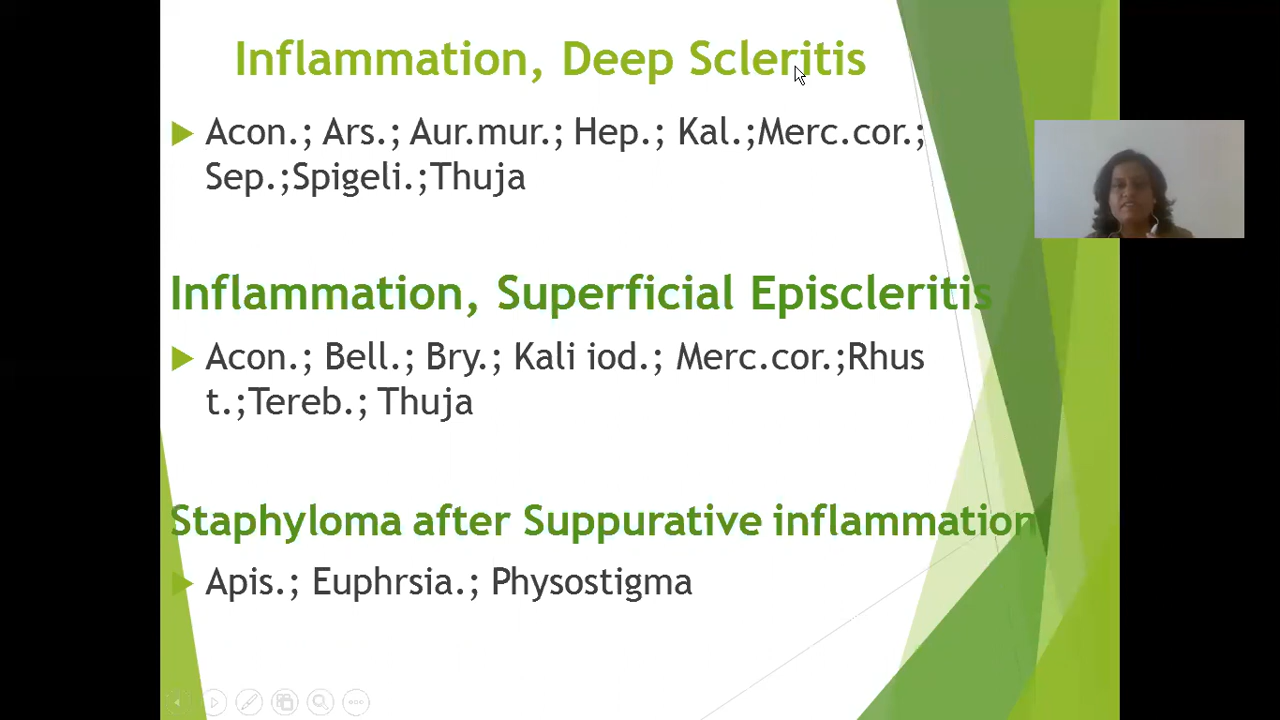 Inflammation, Deep Scleritis
Acon.; Ars.; Aur.mur.; Hep.; Kal.;Merc.cor.;
Sep.;Spigeli.;Thuja
Inflammation, Superficial Episcleritis
Acon.; Bell.; Bry.; Kali iod.; Merc.cor.;Rhus
t.;Tereb.; Thuja
Staphyloma after Suppurative inflammation
Apis.; Euphrsia.; Physostigma